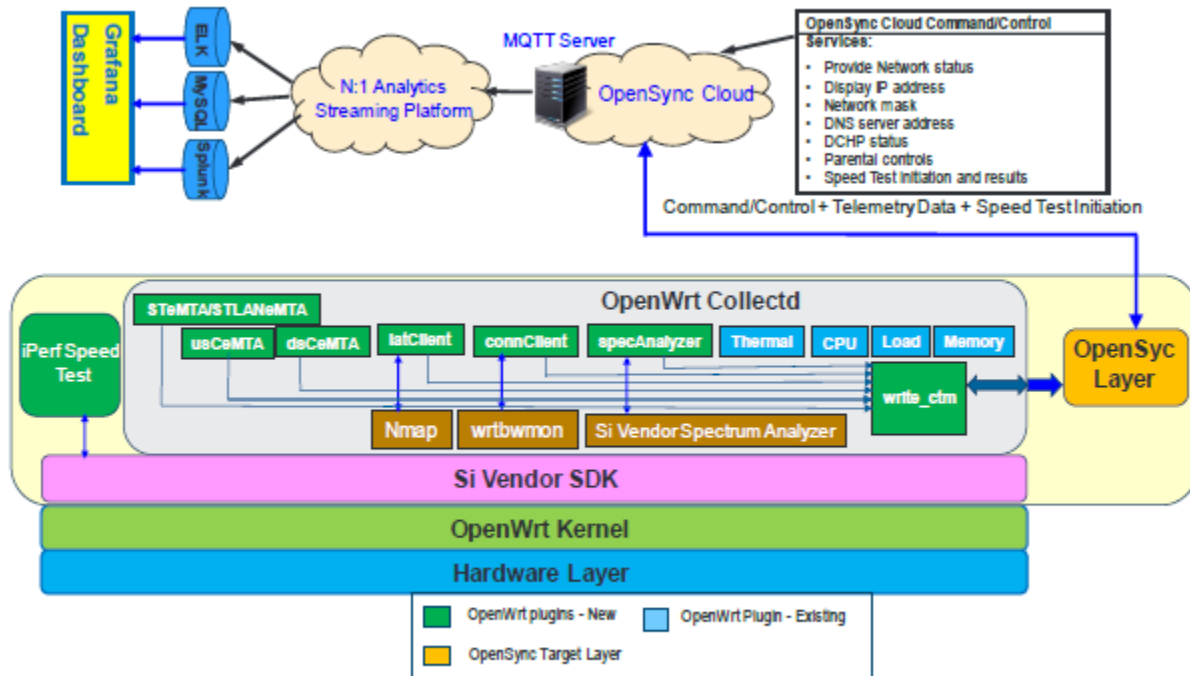 Grafana
Dashboard
ELK
MySQL
Splunk
N:1 Analytics
Streaming Platform
MQTT Server
OpenSync Cloud
OpenSync Cloud Command/Control
Services:
• Provide Network status
• Display IP address
• Network mask
• DNS server address
• DCHP status
• Parental controls
• Speed Test Initiation and results
Command/Control + Telemetry Data + Speed Test Initiation
OpenWrt Collectd
STeMTA/STLANeMTA
iPerf Speed
Test
usCeMTA
dsCeMTA
latClient
connClient
specAnalyzer
Thermal
CPU
Load
Memory
OpenSyc
Layer
write_ctm
Nmap
wrtbwmon
Si Vendor Spectrum Analyzer
Si Vendor SDK
OpenWrt Kernel
Hardware Layer
OpenWrt plugins - New
OpenWrt Plugin - Existing
OpenSync Target Layer